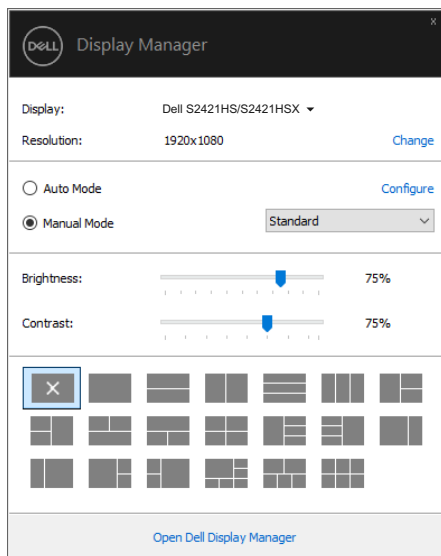 x
DELL Display Manager
Display: Dell S2421HS/S2421HSX
Resolution: 1920x1080 Change
Auto Mode Configure
Manual Mode Standard
Brightness: 75%
Contrast: 75%
Open Dell Display Manager